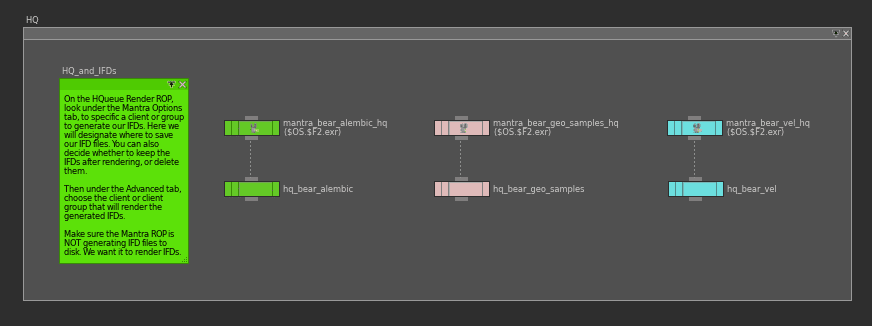 HQ
HQ_and_IFDs
On the HQueue Render ROP,
look under the Mantra Options
tab, to specific a client or group
to generate our IFDs. Here we
will designate where to save
our IFD files. You can also
decide whether to keep the
IFDs after rendering, or delete
them.
Then under the Advanced tab,
choose the client or client
group that will render the
generated IFDs.
Make sure the Mantra ROP is
NOT generating IFD files to
disk. We want it to render IFDs.
mantra_bear_alembic_hq
($OS.$F2.exr)
mantra_bear_geo_samples_hq
($OS.$F2.exr)
mantra_bear_vel_hq
($OS.$F2.exr)
hq_bear_alembic
hq_bear_geo_samples
hq_bear_vel